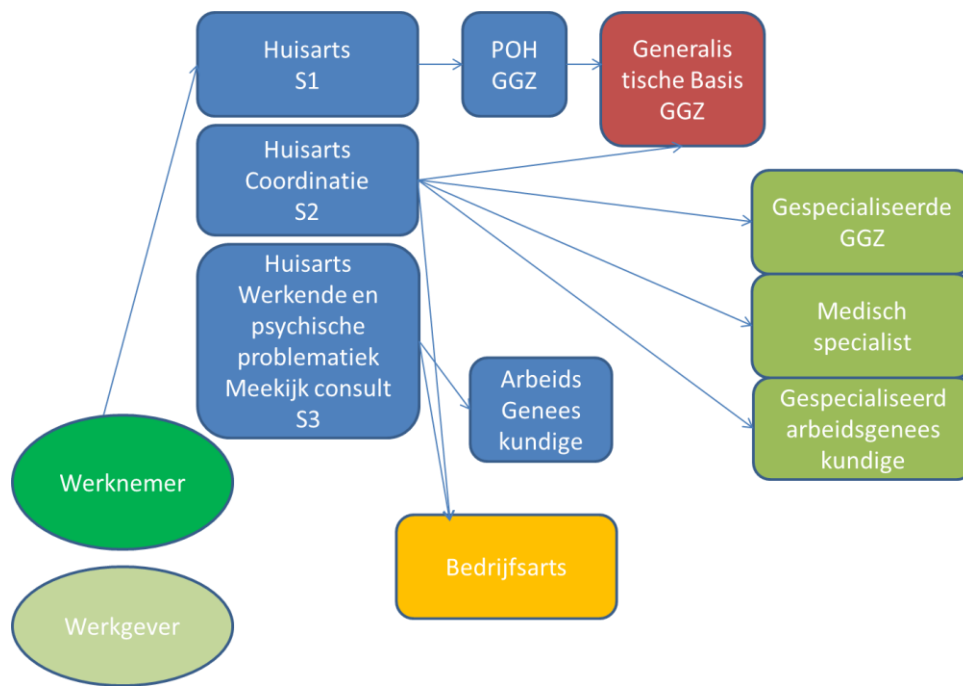 Huisarts
S1
POH
GGZ
Generalis
tische Basis
GGZ
Huisarts
Coordinatie
S2
Gespecialiseerde
GGZ
Huisarts
Werkende en
psychische
problematiek
Meekijk consult
S3
Medisch
specialist
Arbeids
Genees
kundige
Gespecialiseerd
arbeidsgenees
kundige
Werknemer
Bedrijfsarts
Werkgever